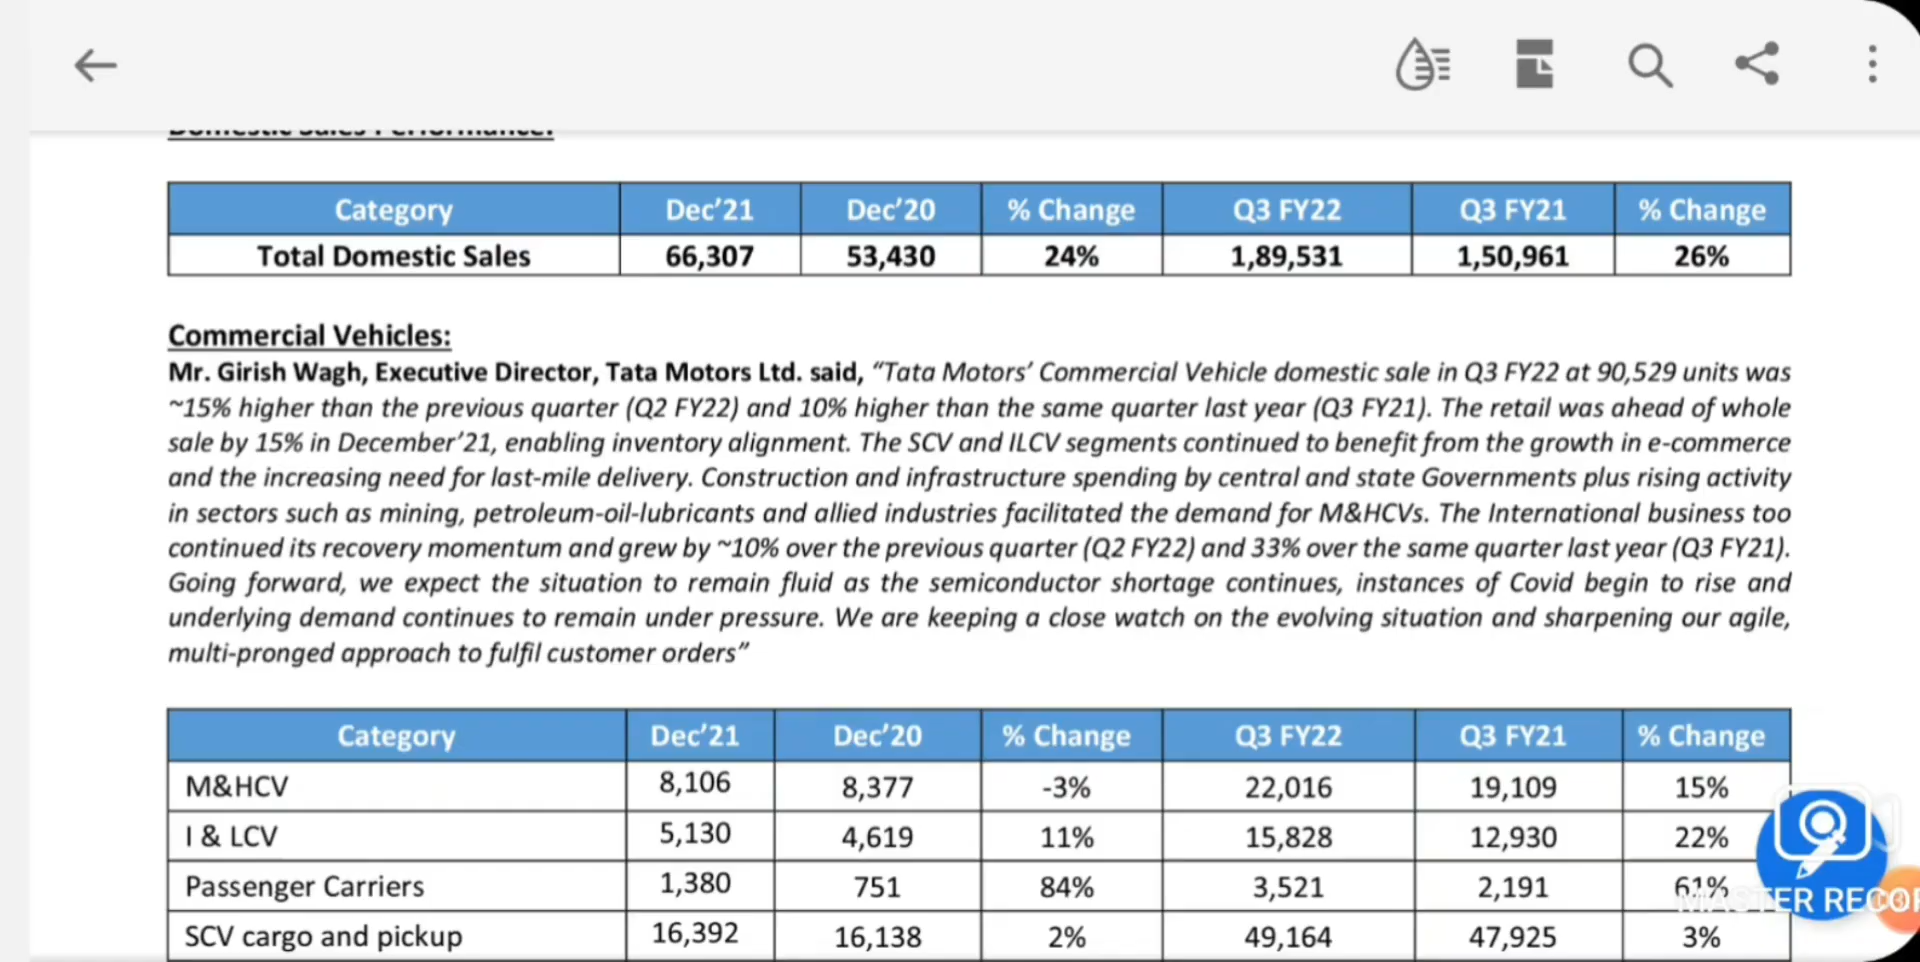 Domestic Sales Performance:
Category Dec’21 Dec’20 % Change Q3 FY22 Q3 FY21 % Change
Total Domestic Sales 66,307 53,430 24% 1,89,531 1,50,961 26%
Commercial Vehicles:
Mr. Girish Wagh, Executive Director, Tata Motors Ltd. said, “Tata Motors’ Commercial Vehicle domestic sale in Q3 FY22 at 90,529 units was
~15% higher than the previous quarter (Q2 FY22) and 10% higher than the same quarter last year (Q3 FY21). The retail was ahead of whole
sale by 15% in December’21, enabling inventory alignment. The SCV and ILCV segments continued to benefit from the growth in e-commerce
and the increasing need for last-mile delivery. Construction and infrastructure spending by central and state Governments plus rising activity
in sectors such as mining, petroleum-oil-lubricants and allied industries facilitated the demand for M&HCVs. The International business too
continued its recovery momentum and grew by ~10% over the previous quarter (Q2 FY22) and 33% over the same quarter last year (Q3 FY21).
Going forward, we expect the situation to remain fluid as the semiconductor shortage continues, instances of Covid begin to rise and
underlying demand continues to remain under pressure. We are keeping a close watch on the evolving situation and sharpening our agile,
multi-pronged approach to fulfil customer orders”
Category Dec’21 Dec’20 % Change Q3 FY22 Q3 FY21 % Change
M&HCV 8,106 8,377 -3% 22,016 19,109 15%
I & LCV 5,130 4,619 11% 15,828 12,930 22%
Passenger Carriers 1,380 751 84% 3,521 2,191 61%
MASTER RECOR
SCV cargo and pickup 16,392 16,138 2% 49,164 47,925 3%